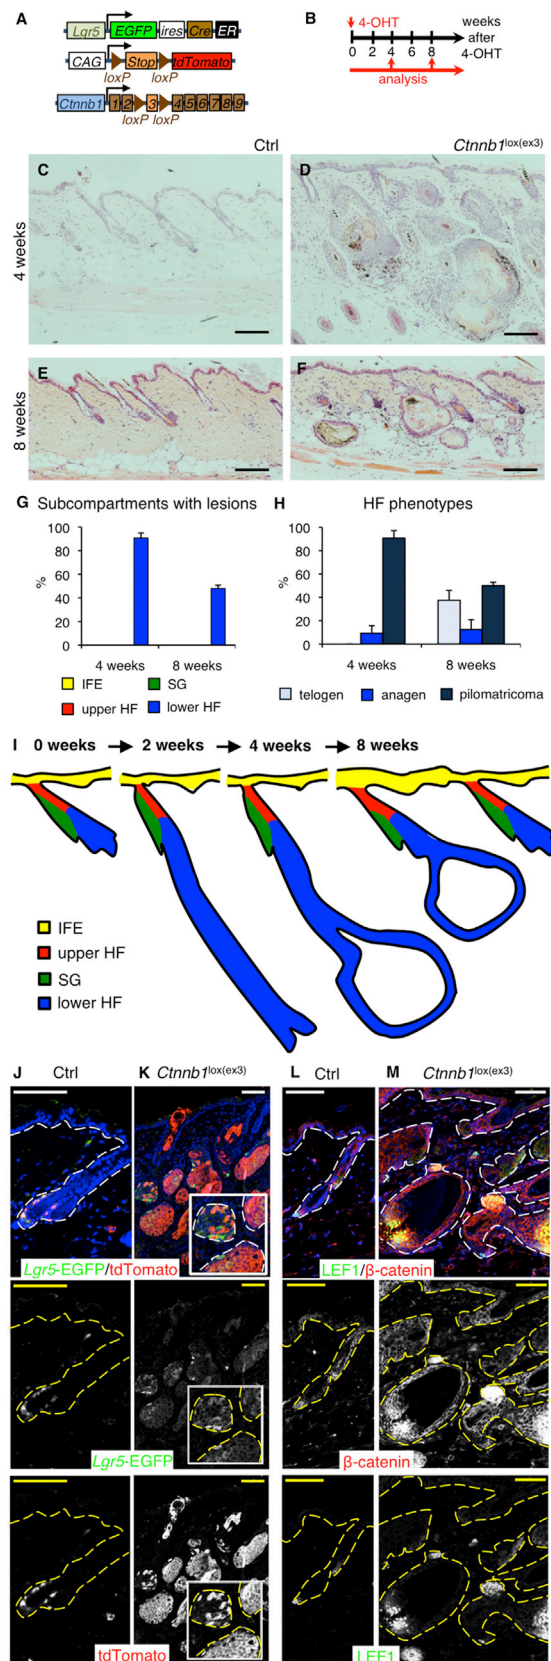 A
Lgr5 EGFP ires Cre ER
CAG Stop tdTomato
loxP loxP
Ctnnb1 1 2 3 4 5 6 7 8 9
loxP loxP
B
4-OHT
0 2 4 6 8
weeks
after
4-OHT
analysis
Ctrl
Ctnnb1lox(ex3)
4 weeks
C
D
8 weeks
E
F
G Subcompartments with lesions
100
80
60
40
20
0
%
4 weeks 8 weeks
IFE SG
upper HF lower HF
H HF phenotypes
100
80
60
40
20
0
%
4 weeks 8 weeks
telogen anagen pilomatricoma
I 0 weeks 2 weeks 4 weeks 8 weeks
IFE
upper HF
SG
lower HF
J Ctrl
K Ctnnb1lox(ex3)
L Ctrl
M Ctnnb1lox(ex3)
Lgr5-EGFP/tdTomato
LEF1/β-catenin
Lgr5-EGFP
β-catenin
tdTomato
LEF1